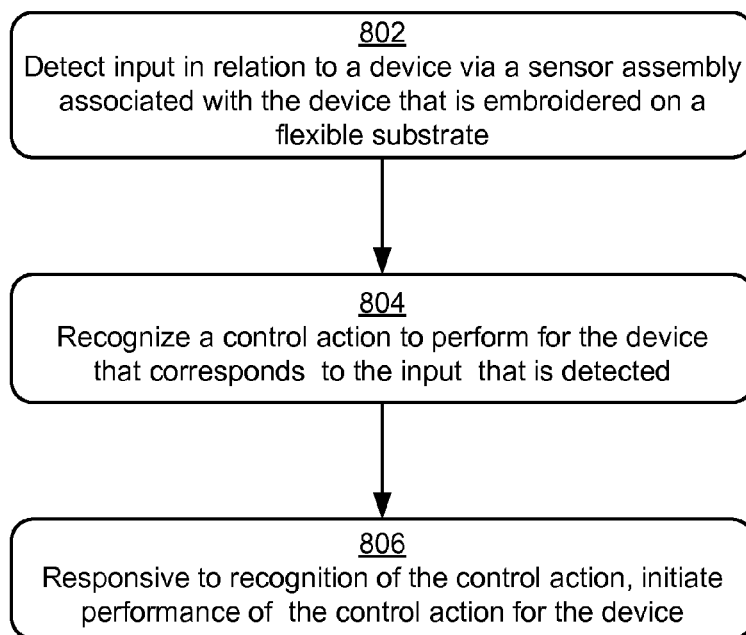 802
Detect input in relation to a device via a sensor assembly
associated with the device that is embroidered on a
flexible substrate
804
Recognize a control action to perform for the device
that corresponds to the input that is detected
806
Responsive to recognition of the control action, initiate
performance of the control action for the device